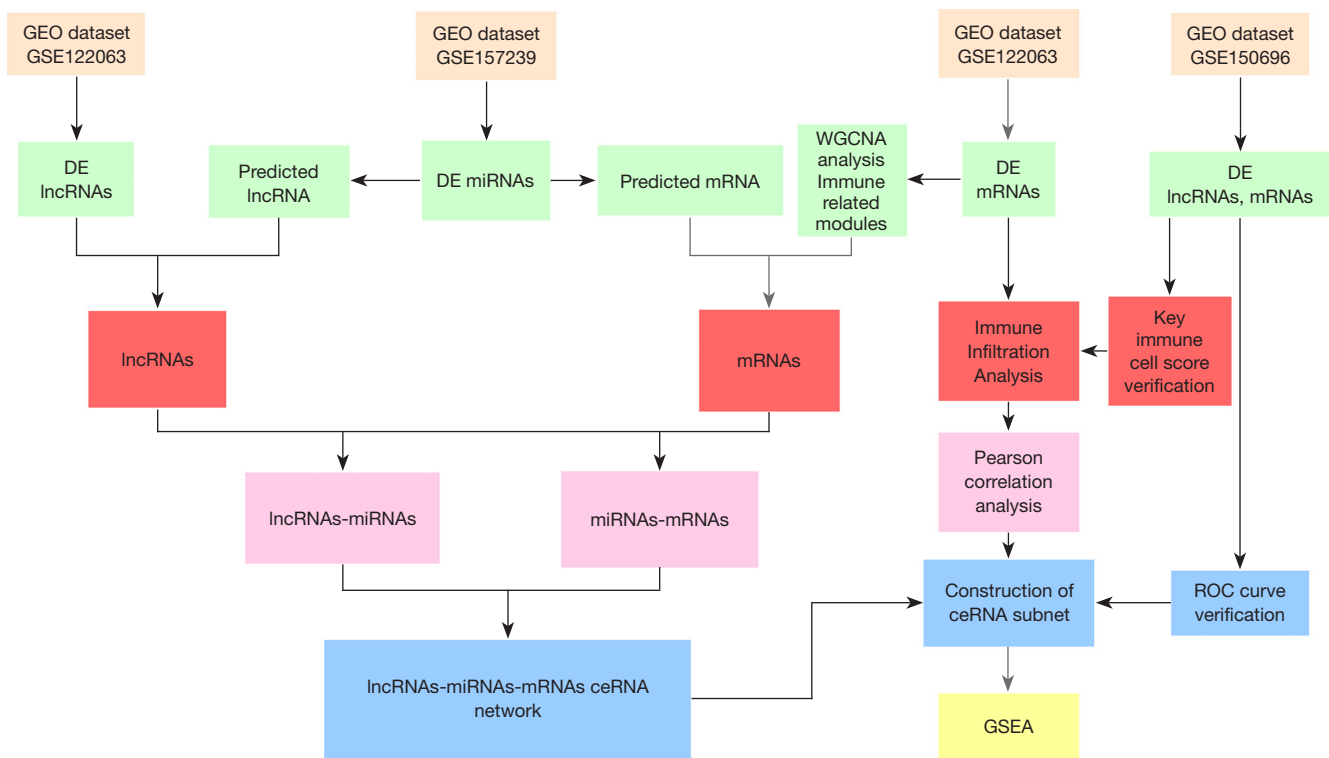 GEO dataset
GSE122063
GEO dataset
GSE157239
GEO dataset
GSE122063
GEO dataset
GSE150696
DE
lncRNAs
Predicted
lncRNA
DE miRNAs
Predicted mRNA
WGCNA
analysis
Immune
related
modules
DE
mRNAs
DE
lncRNAs, mRNAs
lncRNAs
mRNAs
Immune
Infiltration
Analysis
Key
immune
cell score
verification
lncRNAs-miRNAs
miRNAs-mRNAs
Pearson
correlation
analysis
Construction of
ceRNA subnet
ROC curve
verification
lncRNAs-miRNAs-mRNAs ceRNA
network
GSEA